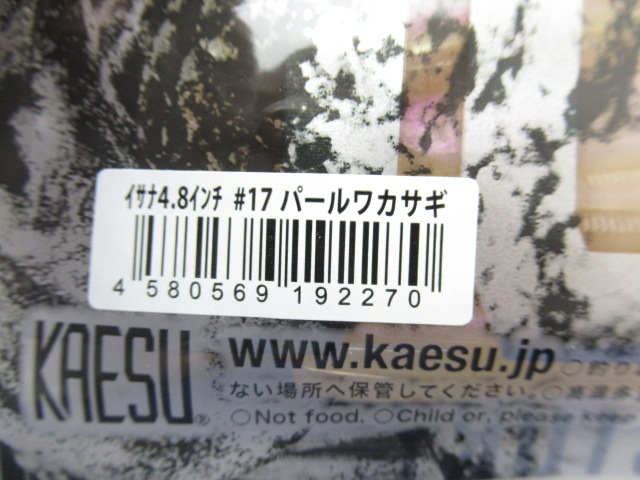 ｲｻﾅ4.8ｲﾝﾁ #17 パールワカサギ
4 580569 192270
KAESU®
www.kaesu.jp
ない場所へ保管してください。
○Not food. ○Child or, please keep